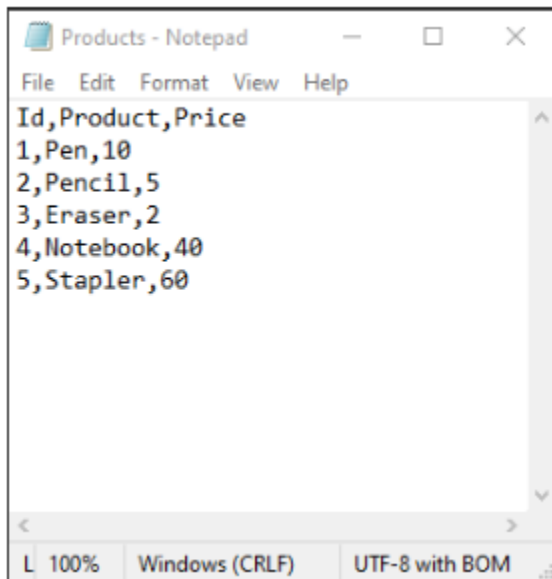 Products - Notepad
File Edit Format View Help
Id,Product,Price
1,Pen,10
2,Pencil,5
3,Eraser,2
4,Notebook,40
5,Stapler,60
L 100% Windows (CRLF) UTF-8 with BOM